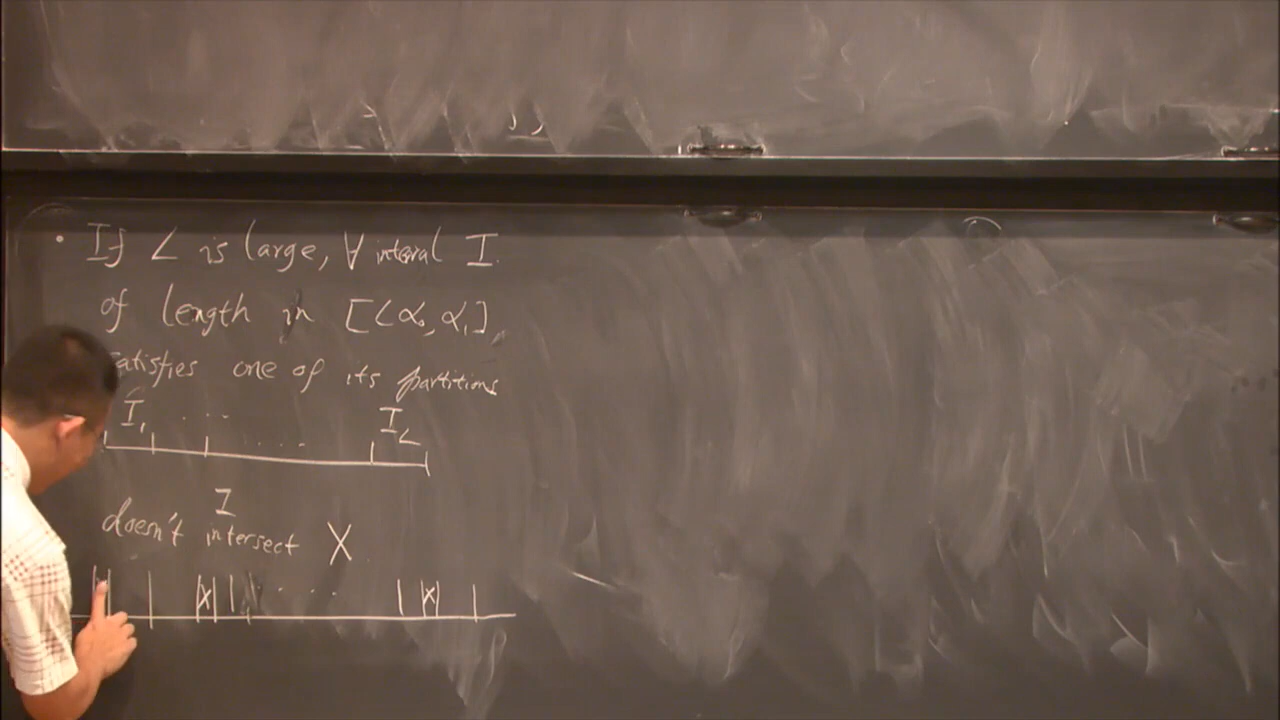 • If L is large, ∀ interval I
of length in [Lα₀, α₁],
satisfies one of its partitions
I₁ ... I_L
...
I
doesn't intersect X
X ... X